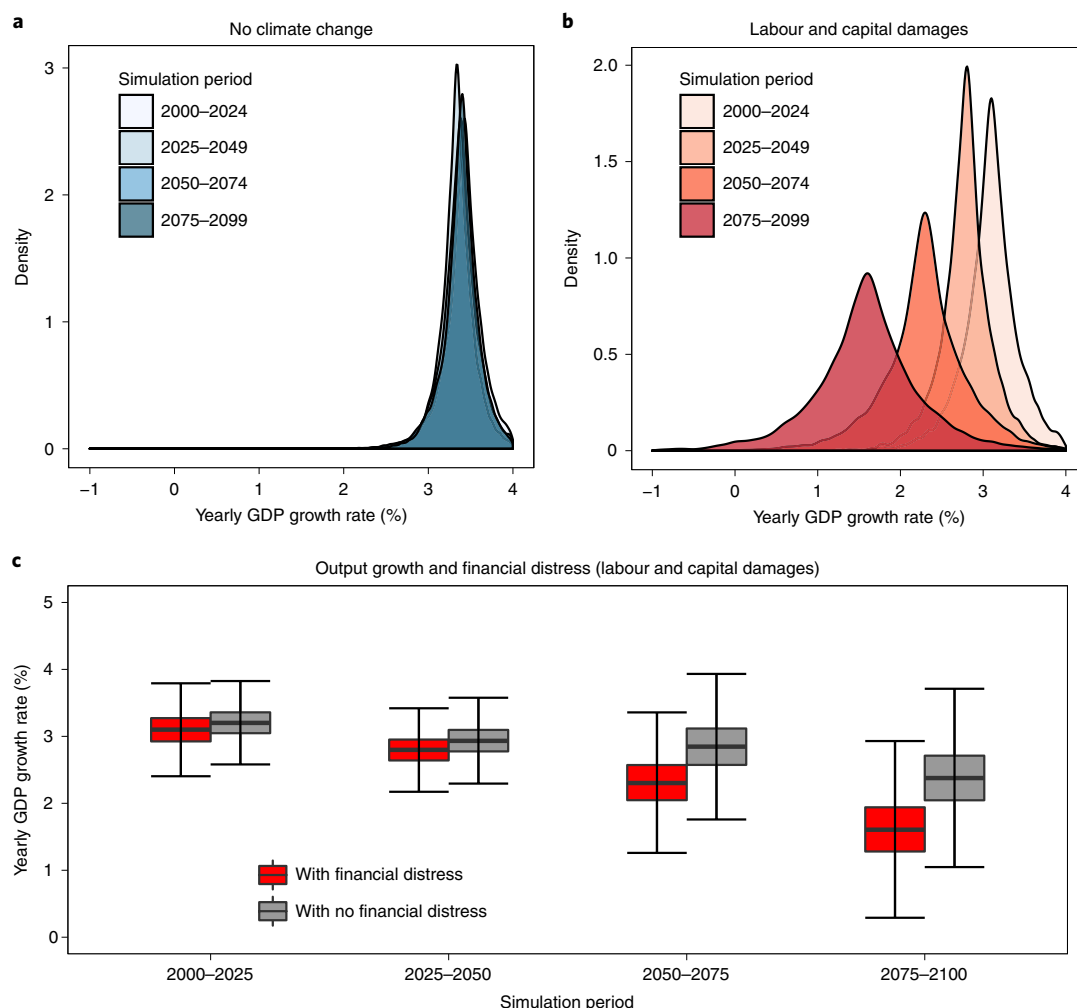 a
No climate change
Simulation period
2000–2024
2025–2049
2050–2074
2075–2099
Density
3
2
1
0
−1 0 1 2 3 4
Yearly GDP growth rate (%)
b
Labour and capital damages
Simulation period
2000–2024
2025–2049
2050–2074
2075–2099
Density
2.0
1.5
1.0
0.5
0
−1 0 1 2 3 4
Yearly GDP growth rate (%)
c
Output growth and financial distress (labour and capital damages)
Yearly GDP growth rate (%)
5
4
3
2
1
0
With financial distress
With no financial distress
2000–2025 2025–2050 2050–2075 2075–2100
Simulation period